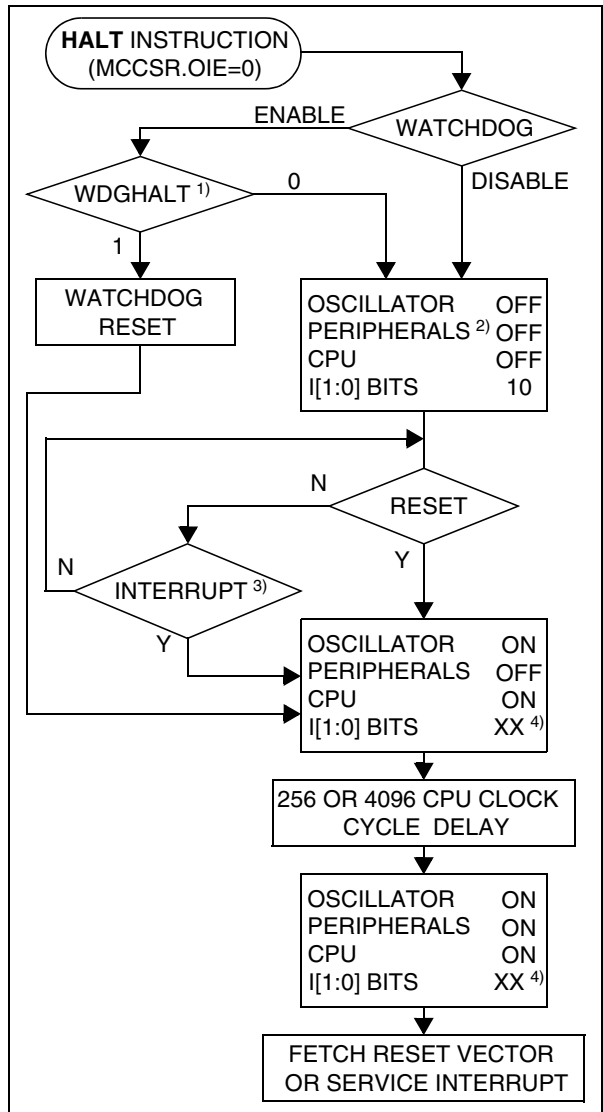 HALT INSTRUCTION
(MCCSR.OIE=0)
ENABLE
WATCHDOG
WDGHALT 1)
0
DISABLE
1
WATCHDOG
RESET
OSCILLATOR OFF
PERIPHERALS 2) OFF
CPU OFF
I[1:0] BITS 10
N
RESET
N
INTERRUPT 3)
Y
Y
OSCILLATOR ON
PERIPHERALS OFF
CPU ON
I[1:0] BITS XX 4)
256 OR 4096 CPU CLOCK
CYCLE DELAY
OSCILLATOR ON
PERIPHERALS ON
CPU ON
I[1:0] BITS XX 4)
FETCH RESET VECTOR
OR SERVICE INTERRUPT